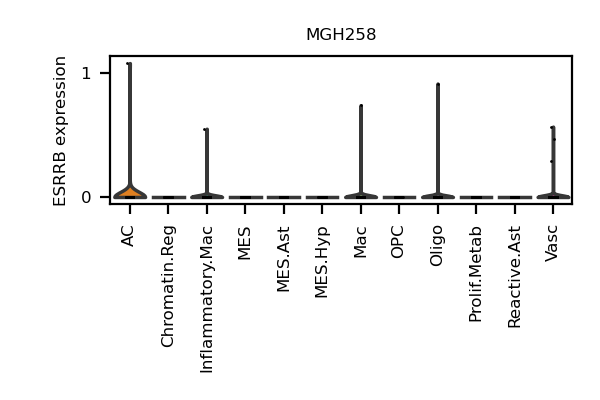 MGH258
ESRRB expression
1
0
AC
Chromatin.Reg
Inflammatory.Mac
MES
MES.Ast
MES.Hyp
Mac
OPC
Oligo
Prolif.Metab
Reactive.Ast
Vasc